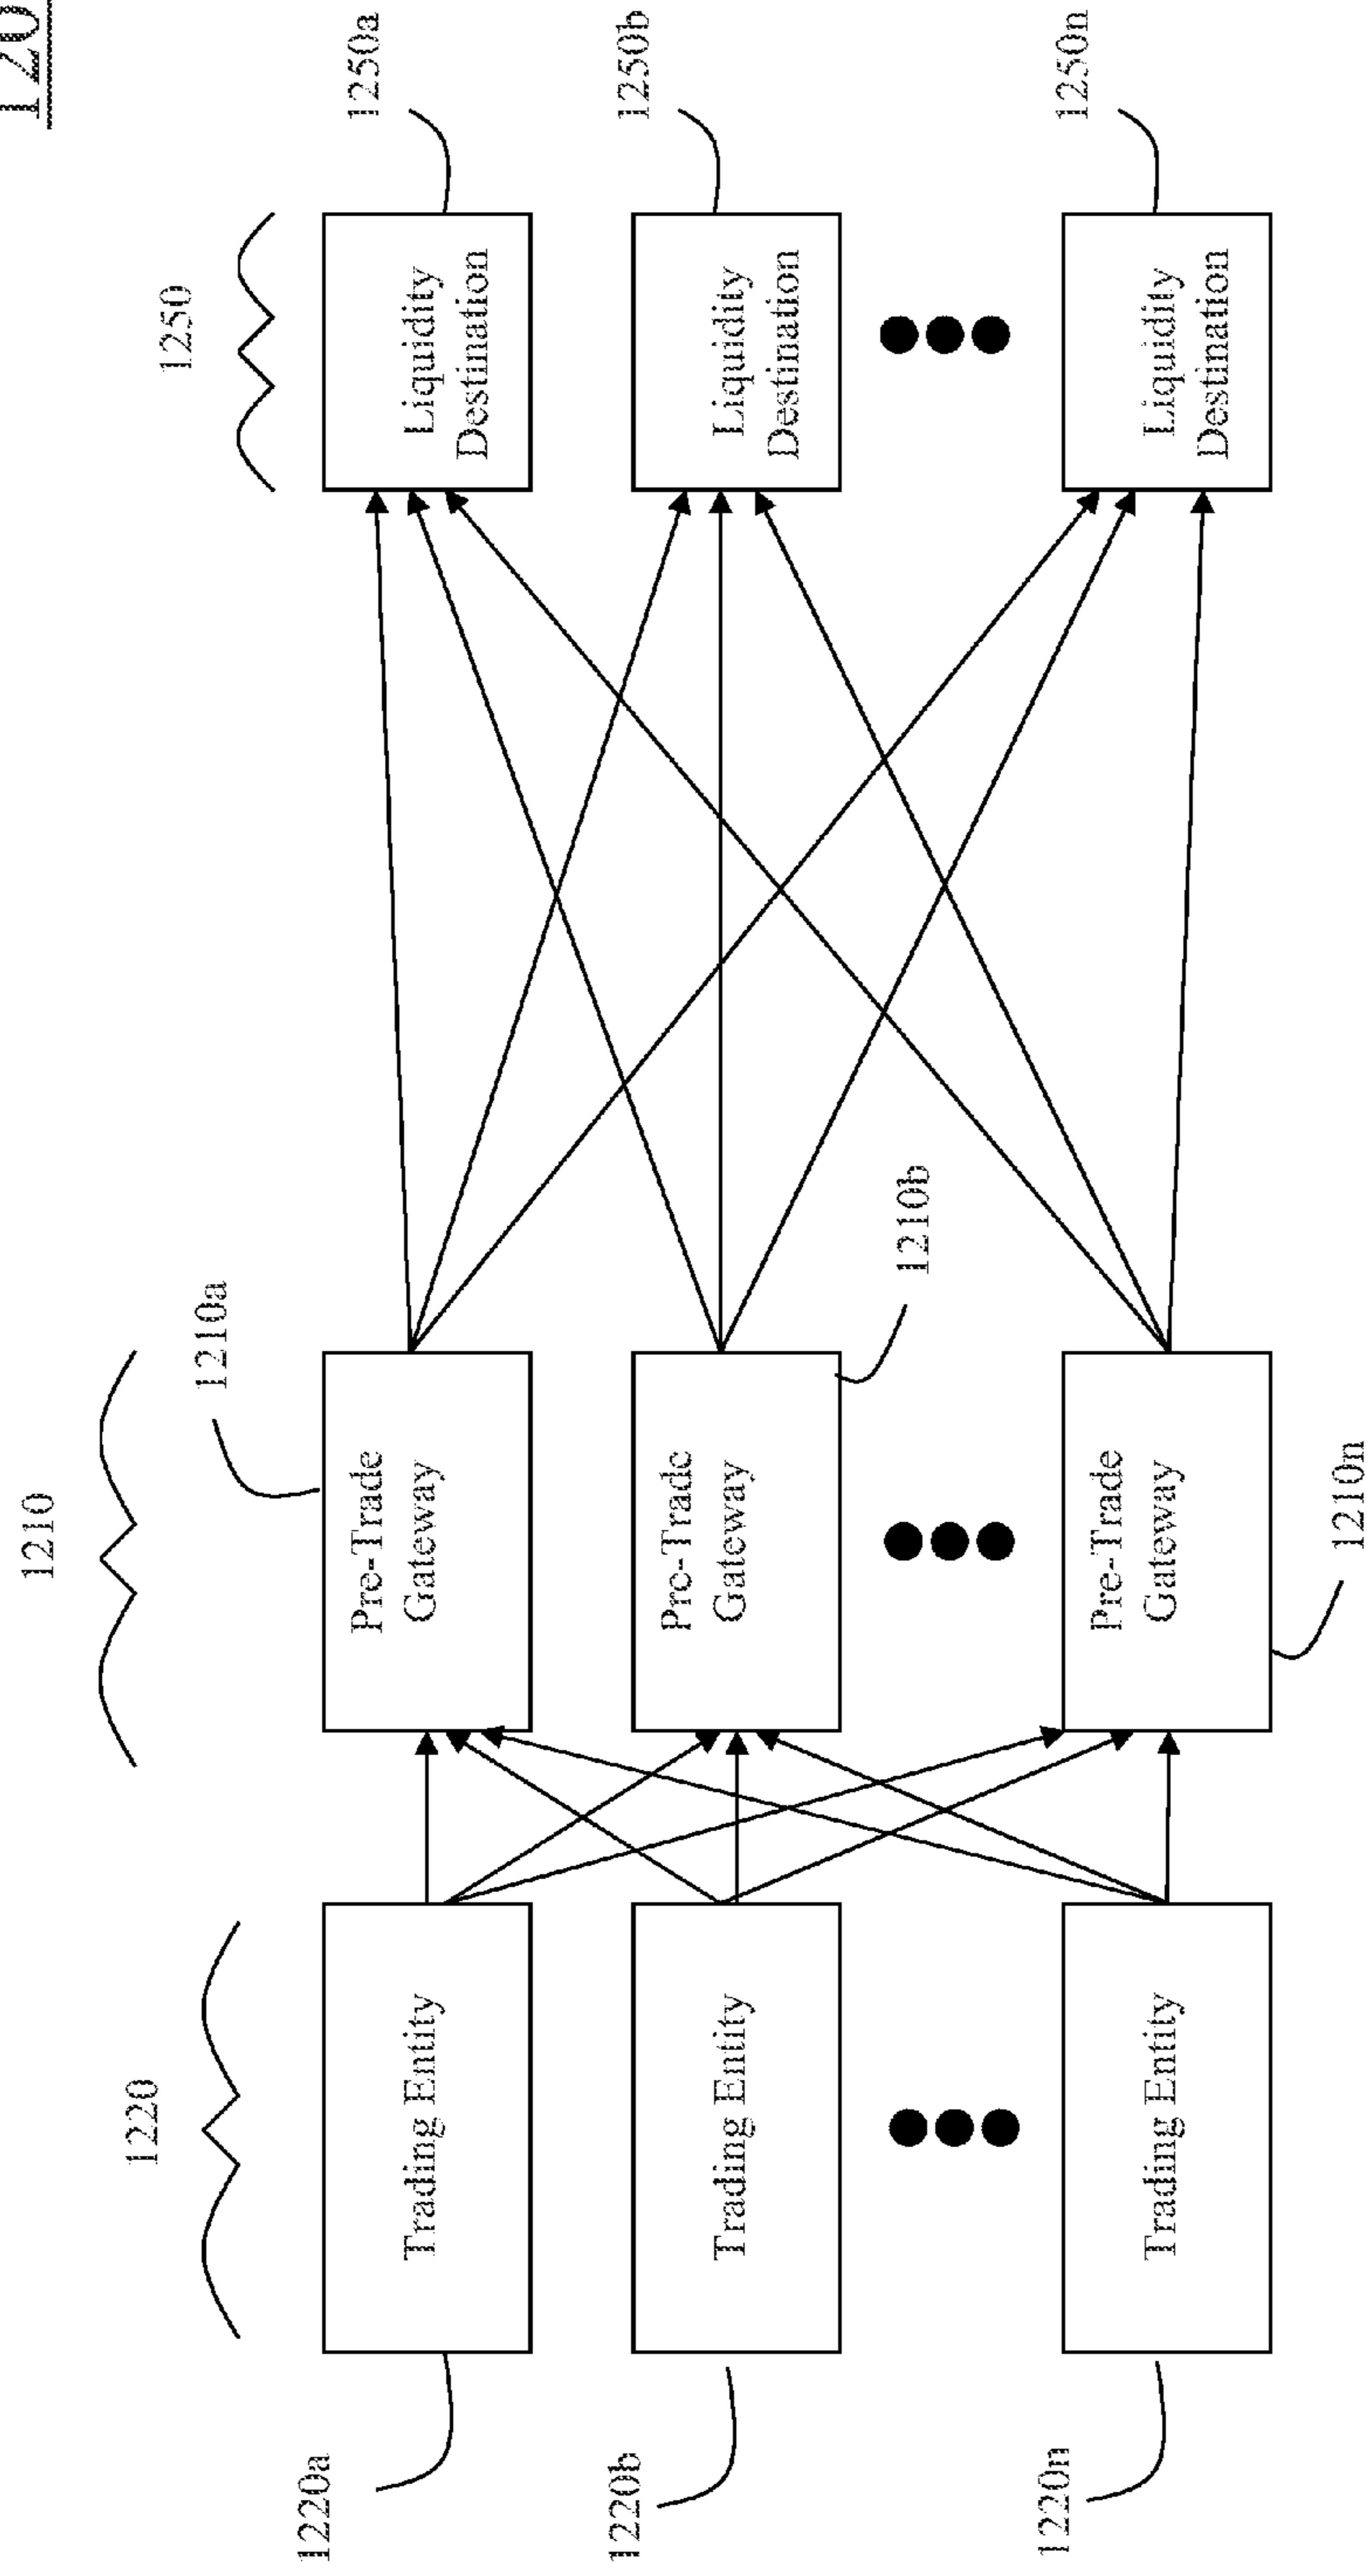 120
1210
1220
1250
1210a
1220a
Trading Entity
Pre-Trade
Gateway
Liquidity
Destination
1250a
1220b
Trading Entity
Pre-Trade
Gateway
1210b
Liquidity
Destination
1250b
1220n
Trading Entity
Pre-Trade
Gateway
1210n
Liquidity
Destination
1250n